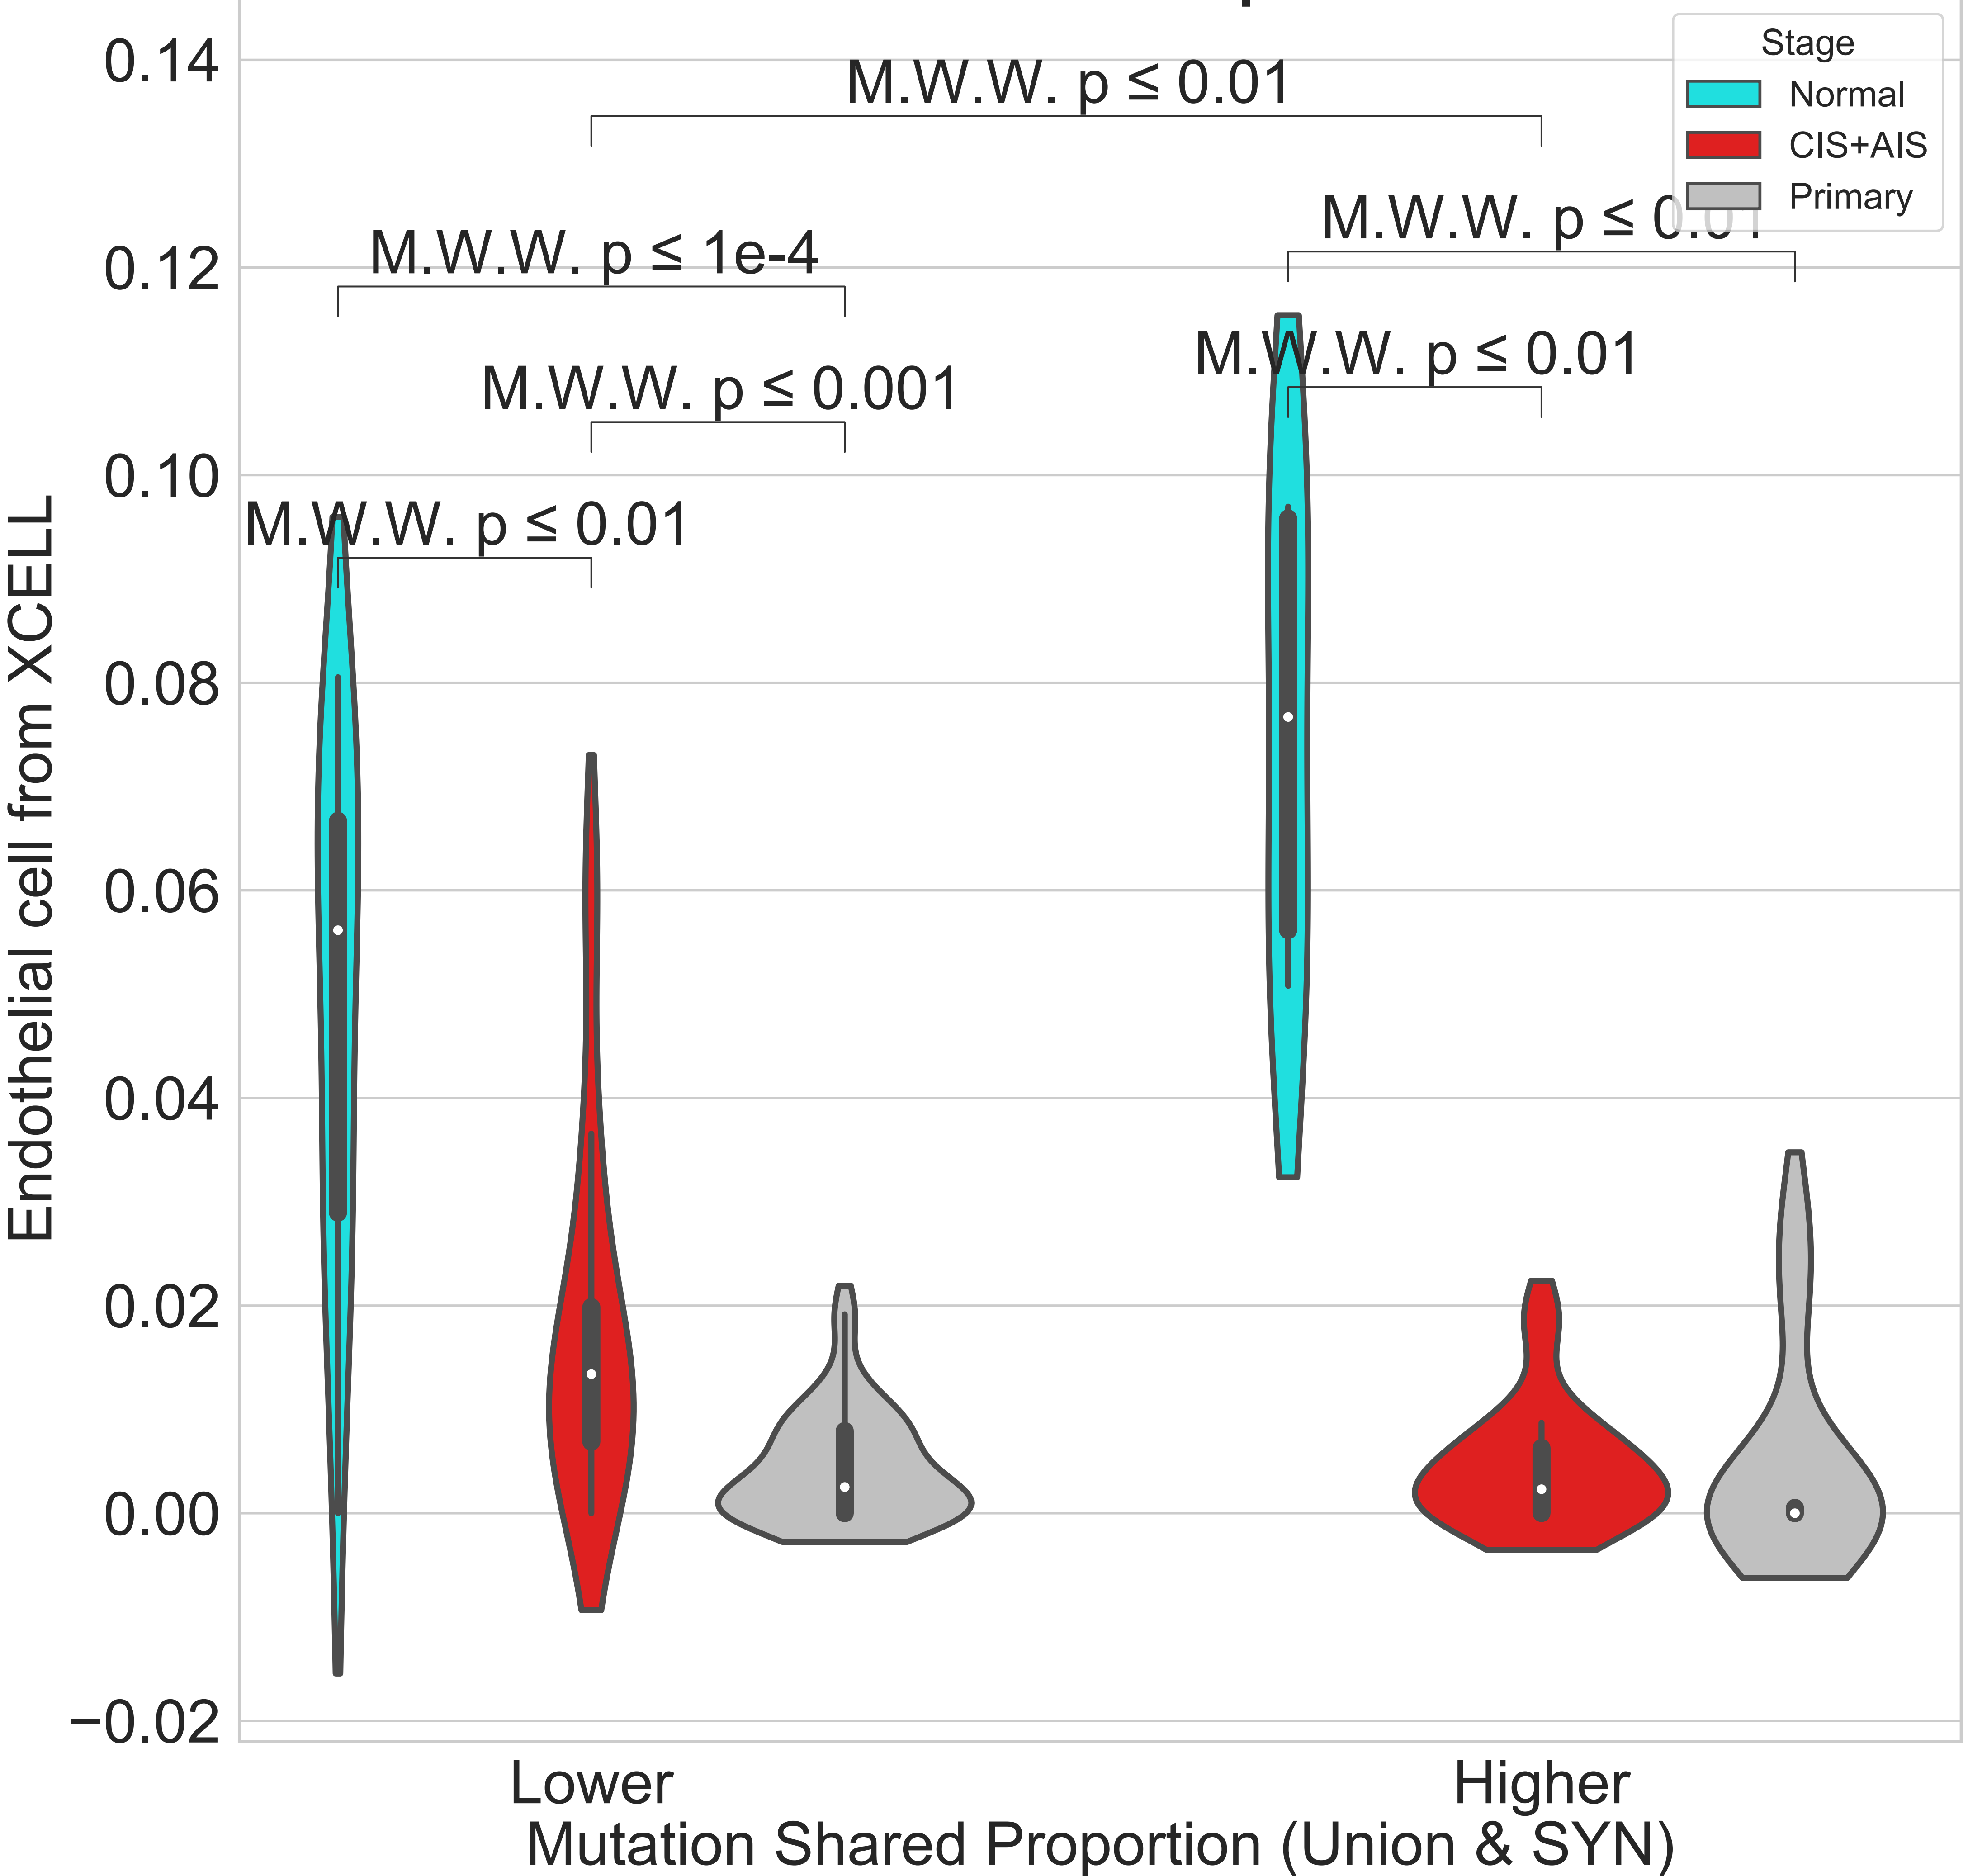 0.14
0.12
0.10
0.08
0.06
0.04
0.02
0.00
−0.02
Endothelial cell from XCELL
M.W.W. p ≤ 0.01
M.W.W. p ≤ 0.01
M.W.W. p ≤ 1e-4
M.W.W. p ≤ 0.01
M.W.W. p ≤ 0.001
M.W.W. p ≤ 0.01
Stage
Normal
CIS+AIS
Primary
Lower
Higher
Mutation Shared Proportion (Union & SYN)